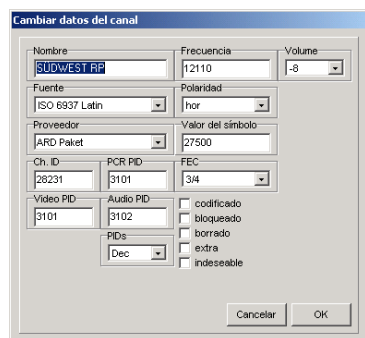 Cambiar datos del canal
Nombre Frecuencia Volume
SÜDWEST RP 12110 -8
Fuente Polaridad
ISO 6937 Latin hor
Proveedor Valor del símbolo
ARD Paket 27500
Ch. ID PCR PID FEC
28231 3101 3/4
Video PID Audio PID codificado
3101 3102 bloqueado
PIDs borrado
Dec extra
indeseable
Cancelar OK